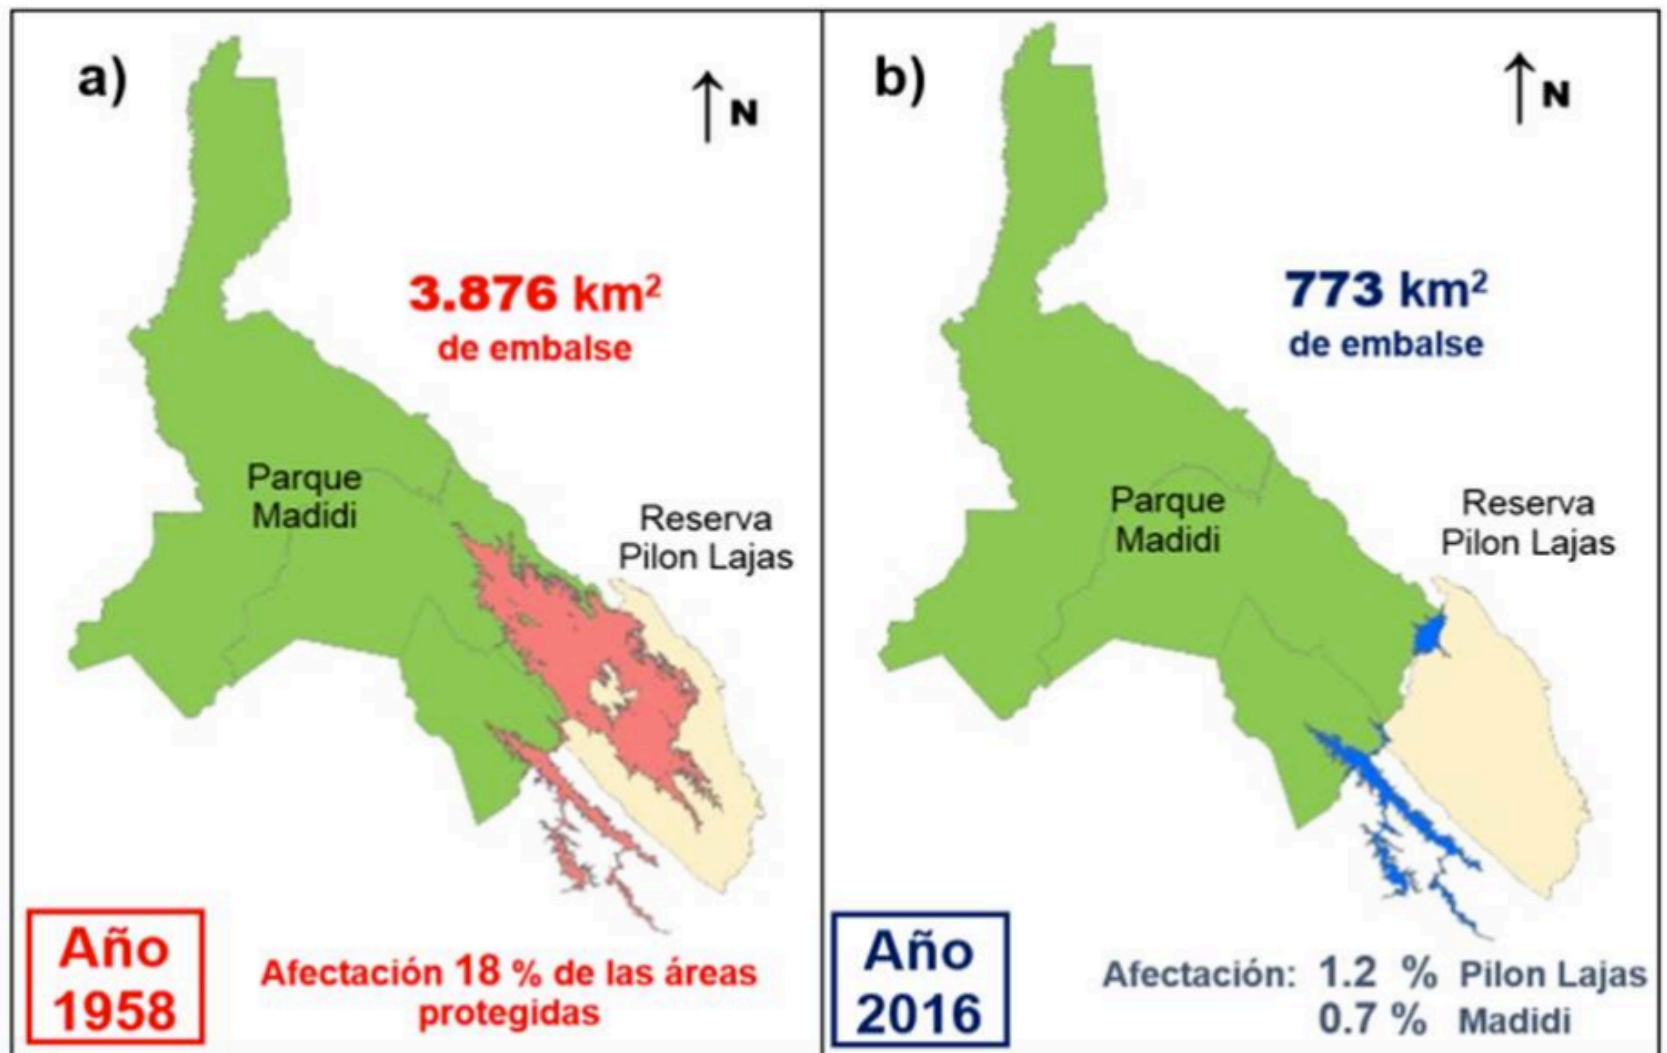 a)
N
3.876 km²
de embalse
Parque
Madidi
Reserva
Pilon Lajas
Año
1958
Afectación 18 % de las áreas
protegidas
b)
N
773 km²
de embalse
Parque
Madidi
Reserva
Pilon Lajas
Año
2016
Afectación: 1.2 % Pilon Lajas
0.7 % Madidi